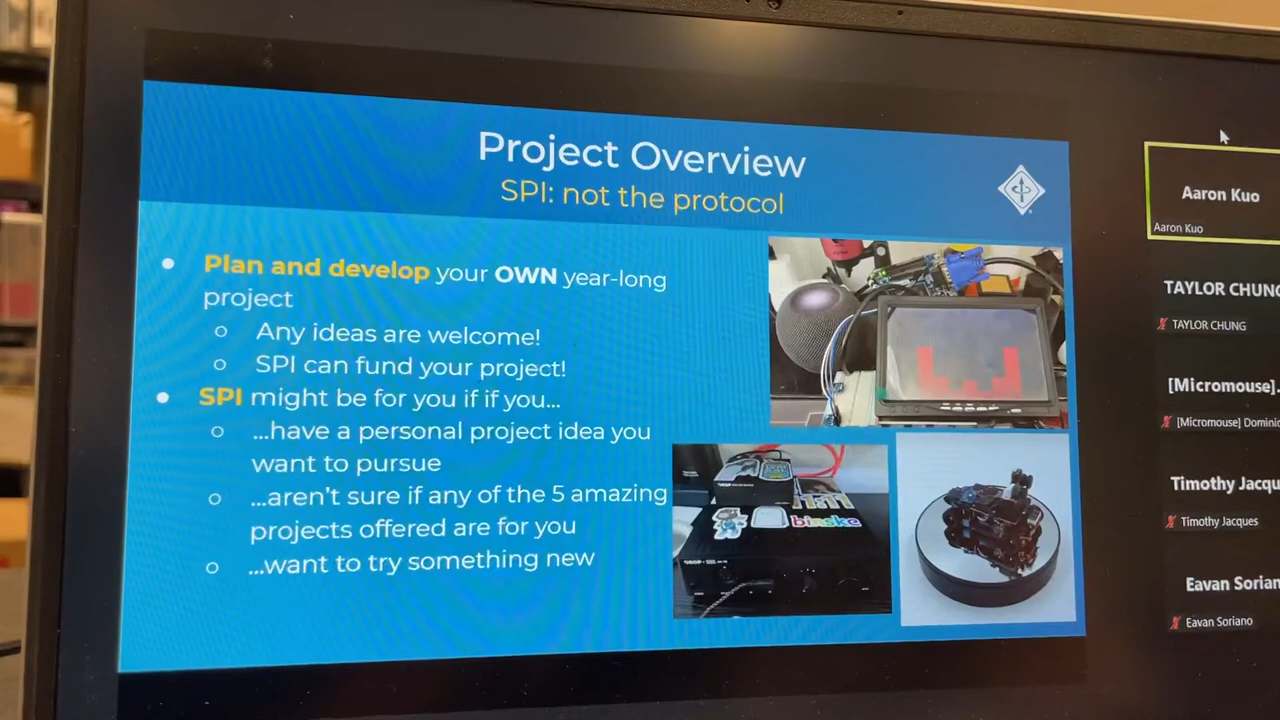 Project Overview
SPI: not the protocol
Plan and develop your OWN year-long
project
Any ideas are welcome!
SPI can fund your project!
SPI might be for you if if you...
...have a personal project idea you
want to pursue
...aren't sure if any of the 5 amazing
projects offered are for you
...want to try something new
binske
DROP
Aaron Kuo
Aaron Kuo
TAYLOR CHUNG
TAYLOR CHUNG
[Micromouse].
[Micromouse] Dominic
Timothy Jacqu
Timothy Jacques
Eavan Sorian
Eavan Soriano